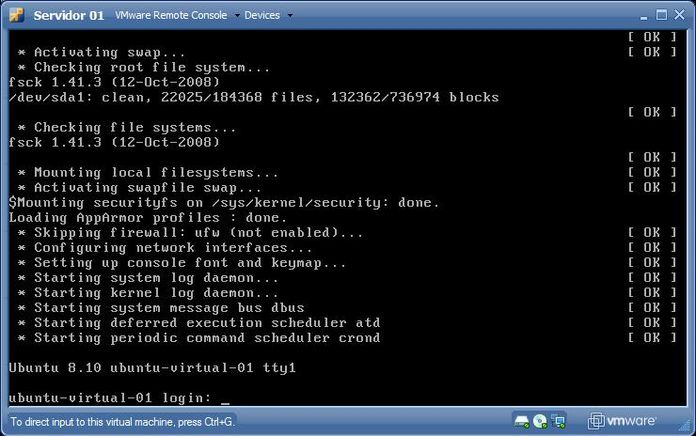 Servidor 01 VMware Remote Console Devices
[ OK ]
* Activating swap... [ OK ]
* Checking root file system...
fsck 1.41.3 (12-Oct-2008)
/dev/sda1: clean, 22025/184368 files, 132362/736974 blocks
[ OK ]
* Checking file systems...
fsck 1.41.3 (12-Oct-2008)
[ OK ]
* Mounting local filesystems... [ OK ]
* Activating swapfile swap... [ OK ]
$Mounting securityfs on /sys/kernel/security: done.
Loading AppArmor profiles : done.
* Skipping firewall: ufw (not enabled)... [ OK ]
* Configuring network interfaces... [ OK ]
* Setting up console font and keymap... [ OK ]
* Starting system log daemon... [ OK ]
* Starting kernel log daemon... [ OK ]
* Starting system message bus dbus [ OK ]
* Starting deferred execution scheduler atd [ OK ]
* Starting periodic command scheduler crond [ OK ]
Ubuntu 8.10 ubuntu-virtual-01 tty1
ubuntu-virtual-01 login: _
To direct input to this virtual machine, press Ctrl+G. vmware